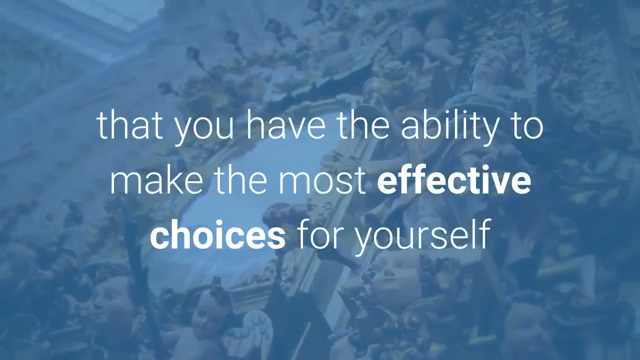 that you have the ability to
make the most effective
choices for yourself